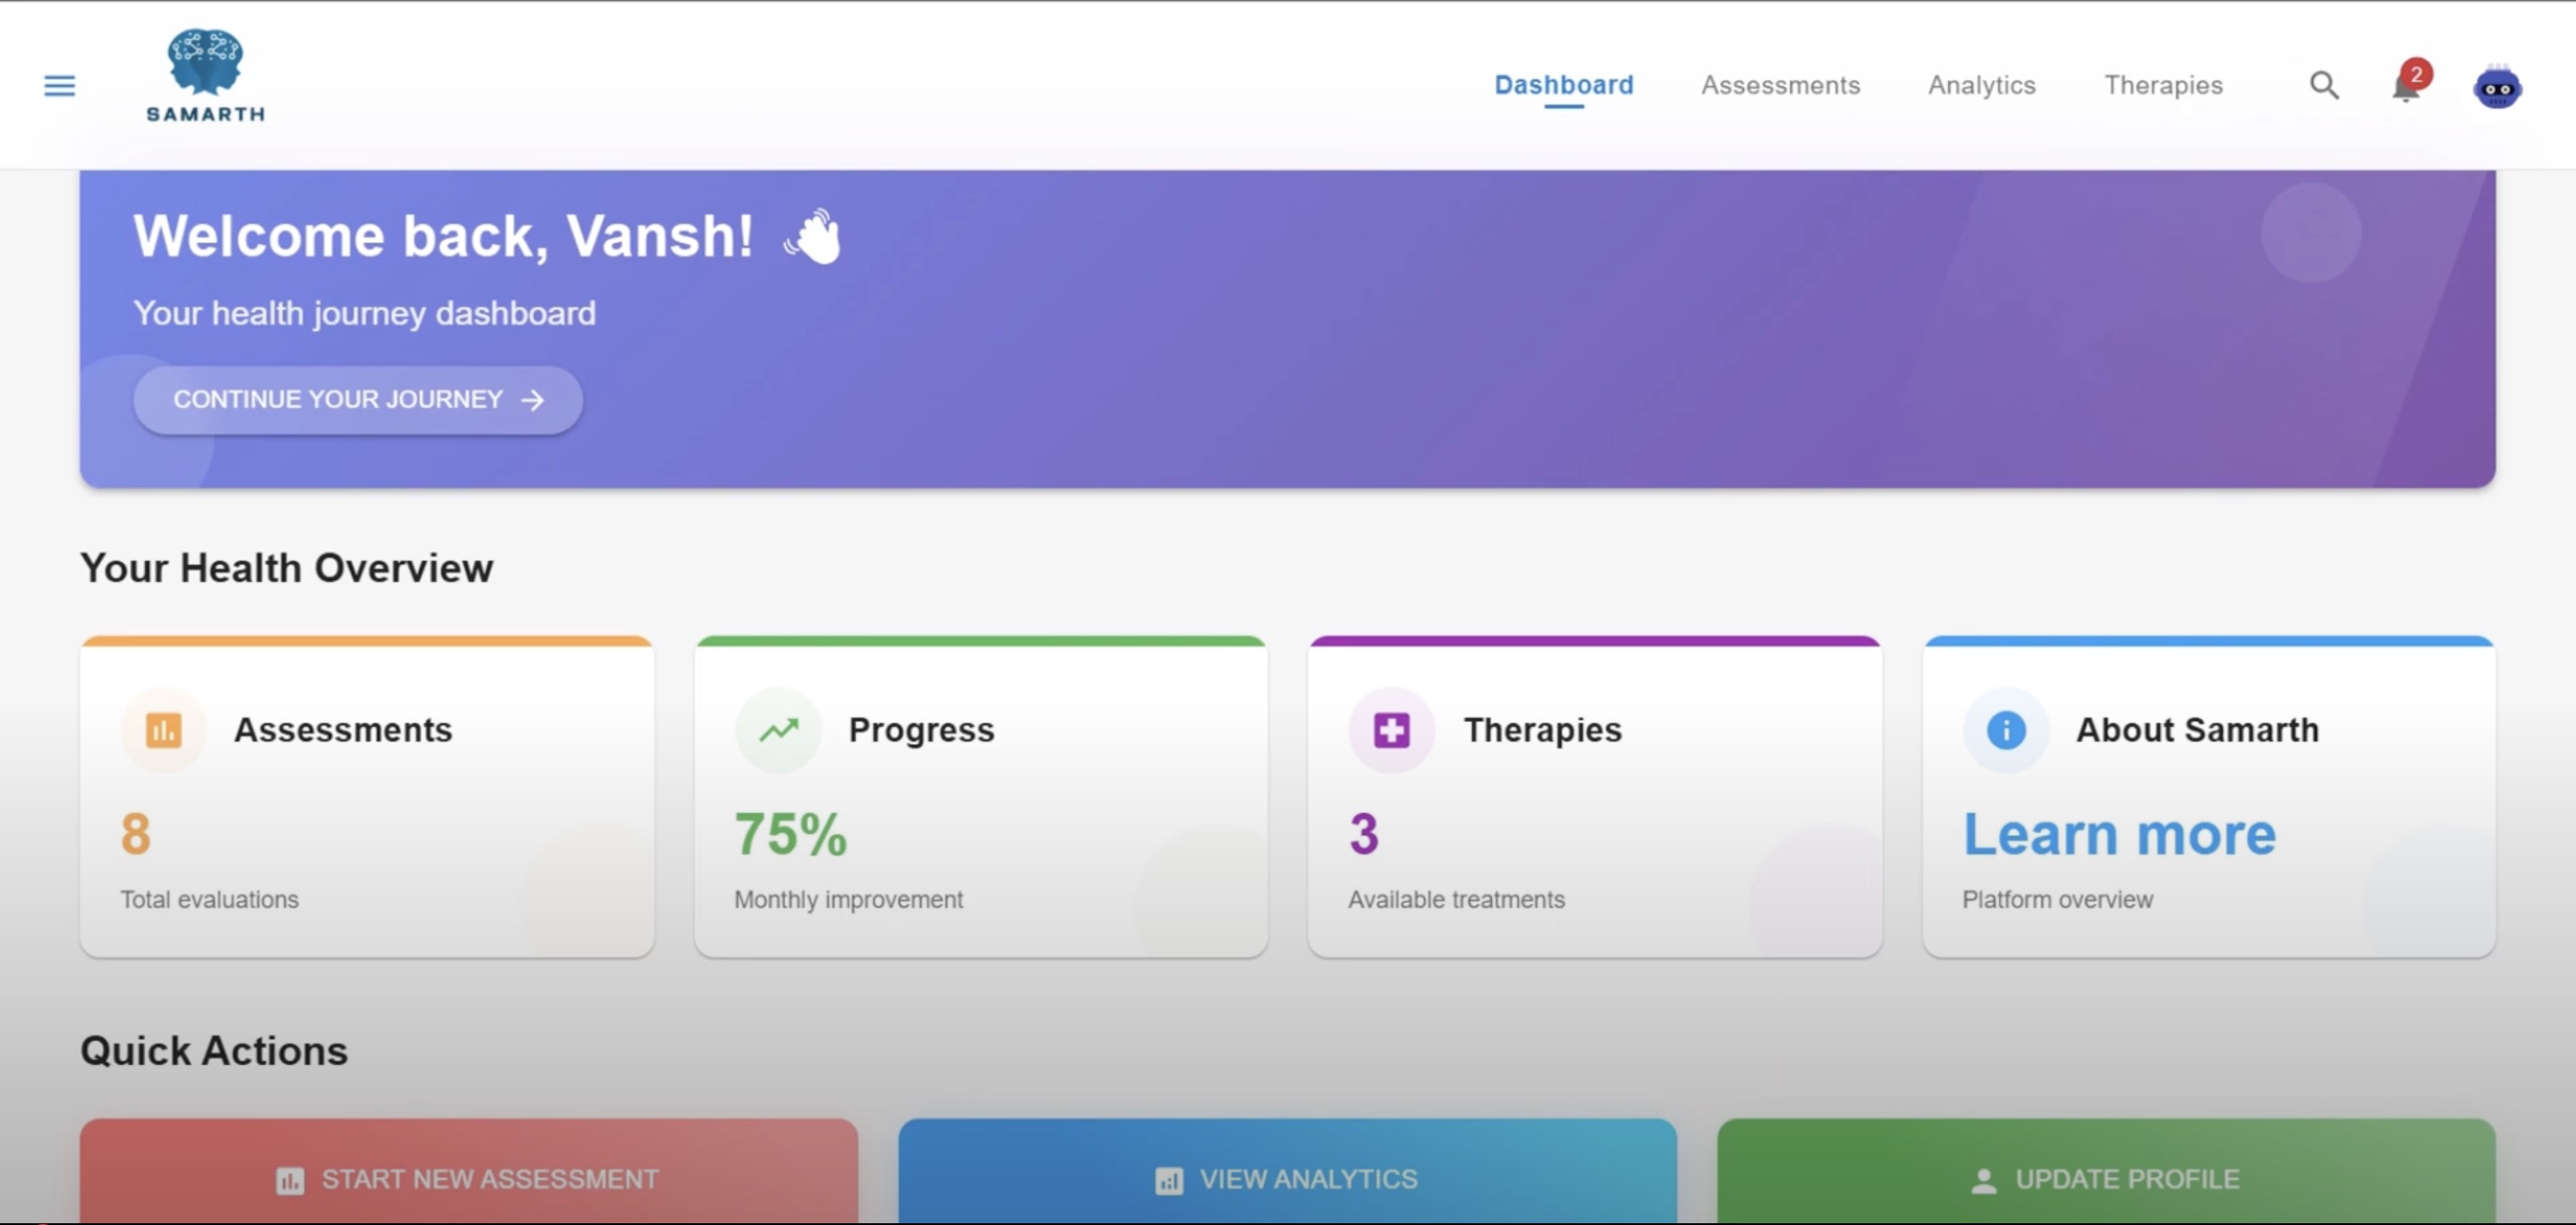 SAMARTH
Dashboard
Assessments
Analytics
Therapies
2
Welcome back, Vansh!
Your health journey dashboard
CONTINUE YOUR JOURNEY
Your Health Overview
Assessments
8
Total evaluations
Progress
75%
Monthly improvement
Therapies
3
Available treatments
About Samarth
Learn more
Platform overview
Quick Actions
START NEW ASSESSMENT
VIEW ANALYTICS
UPDATE PROFILE